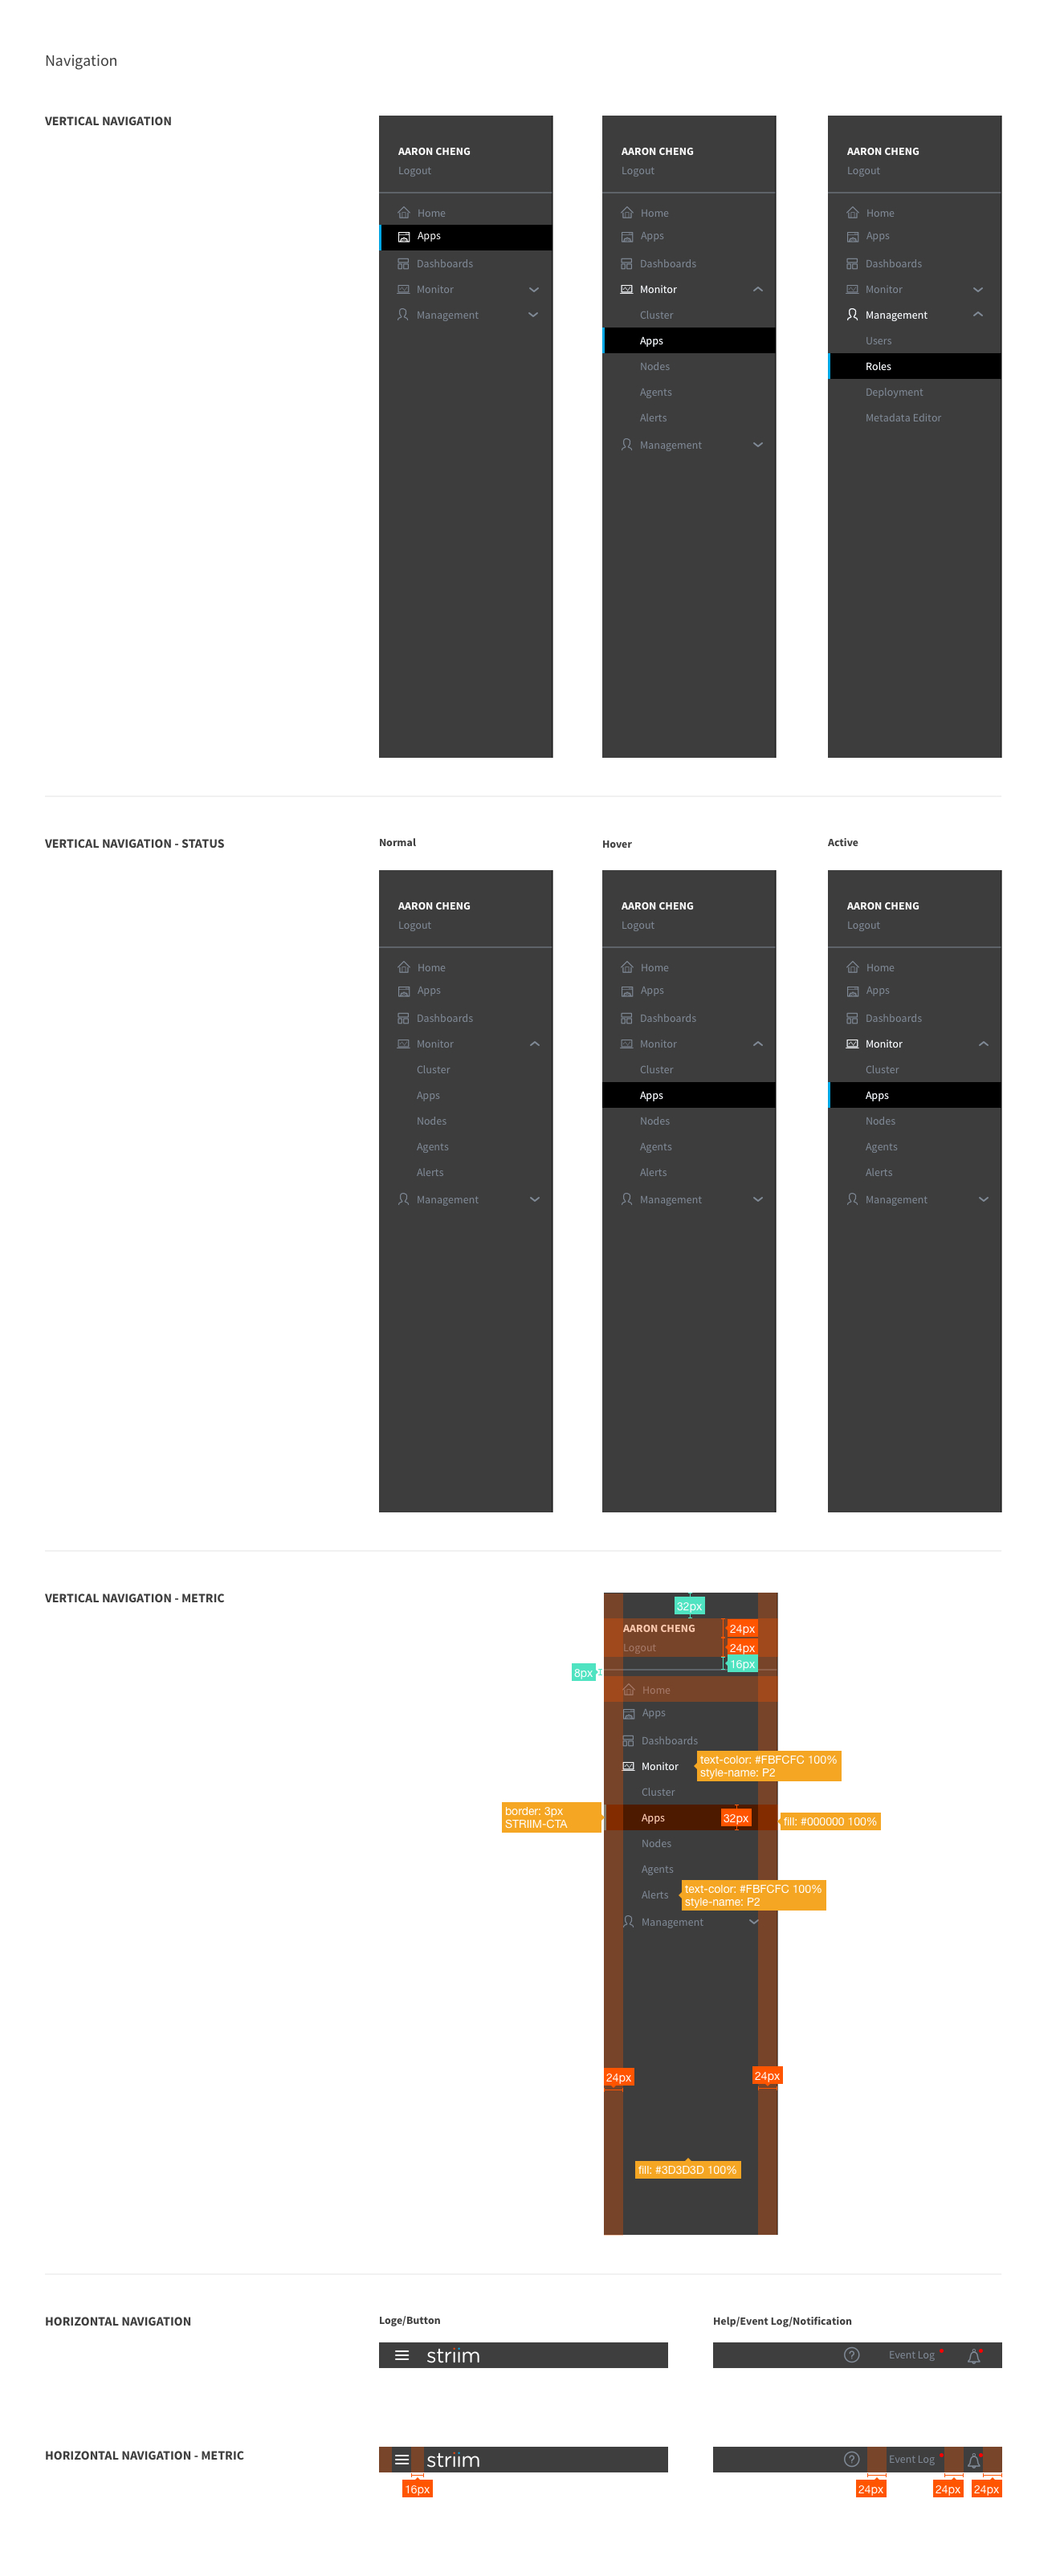 Navigation
VERTICAL NAVIGATION
AARON CHENG
Logout
Home
Apps
Dashboards
Monitor
Management
AARON CHENG
Logout
Home
Apps
Dashboards
Monitor
Cluster
Apps
Nodes
Agents
Alerts
Management
AARON CHENG
Logout
Home
Apps
Dashboards
Monitor
Management
Users
Roles
Deployment
Metadata Editor
VERTICAL NAVIGATION - STATUS
Normal
AARON CHENG
Logout
Home
Apps
Dashboards
Monitor
Cluster
Apps
Nodes
Agents
Alerts
Management
Hover
AARON CHENG
Logout
Home
Apps
Dashboards
Monitor
Cluster
Apps
Nodes
Agents
Alerts
Management
Active
AARON CHENG
Logout
Home
Apps
Dashboards
Monitor
Cluster
Apps
Nodes
Agents
Alerts
Management
VERTICAL NAVIGATION - METRIC
32px
AARON CHENG 24px
Logout 24px
16px
8px
Home
Apps
Dashboards
Monitor
text-color: #FBFCFC 100%
style-name: P2
Cluster
border: 3px
STRIIM-CTA
Apps 32px
fill: #000000 100%
Nodes
Agents
Alerts
text-color: #FBFCFC 100%
style-name: P2
Management
24px 24px
fill: #3D3D3D 100%
HORIZONTAL NAVIGATION
Loge/Button
striim
Help/Event Log/Notification
? Event Log
HORIZONTAL NAVIGATION - METRIC
striim
16px
? Event Log
24px 24px 24px